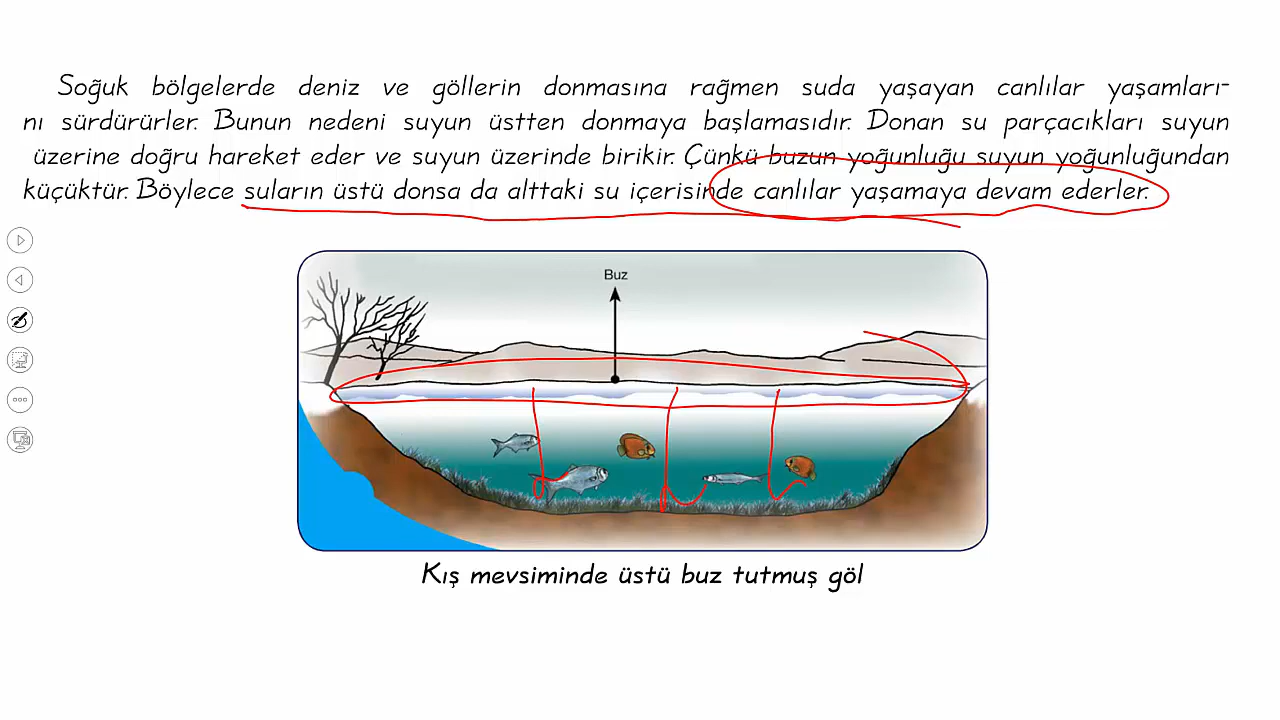 Soğuk bölgelerde deniz ve göllerin donmasına rağmen suda yaşayan canlılar yaşamları-
nı sürdürürler. Bunun nedeni suyun üstten donmaya başlamasıdır. Donan su parçacıkları suyun
üzerine doğru hareket eder ve suyun üzerinde birikir. Çünkü buzun yoğunluğu suyun yoğunluğundan
küçüktür. Böylece suların üstü donsa da alttaki su içerisinde canlılar yaşamaya devam ederler.
Buz
Kış mevsiminde üstü buz tutmuş göl